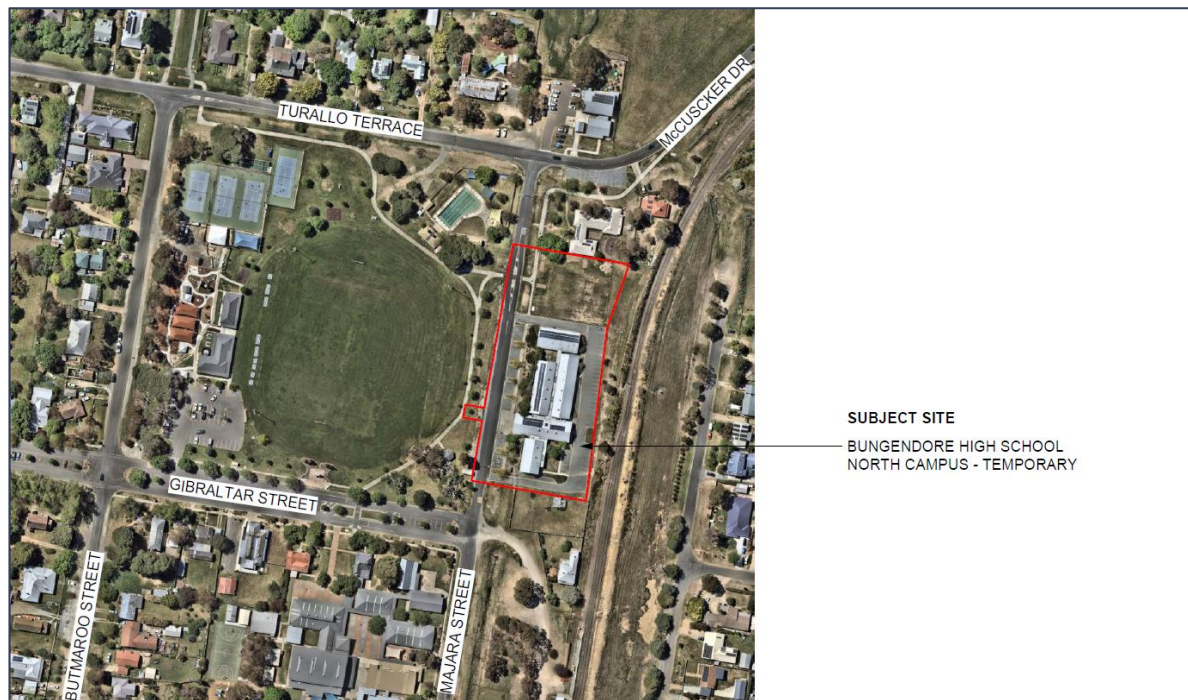 TURALLO TERRACE
McCUSCKER DR
SUBJECT SITE
BUNGENDORE HIGH SCHOOL
NORTH CAMPUS - TEMPORARY
GIBRALTAR STREET
BUTMAROO STREET
MAJARA STREET